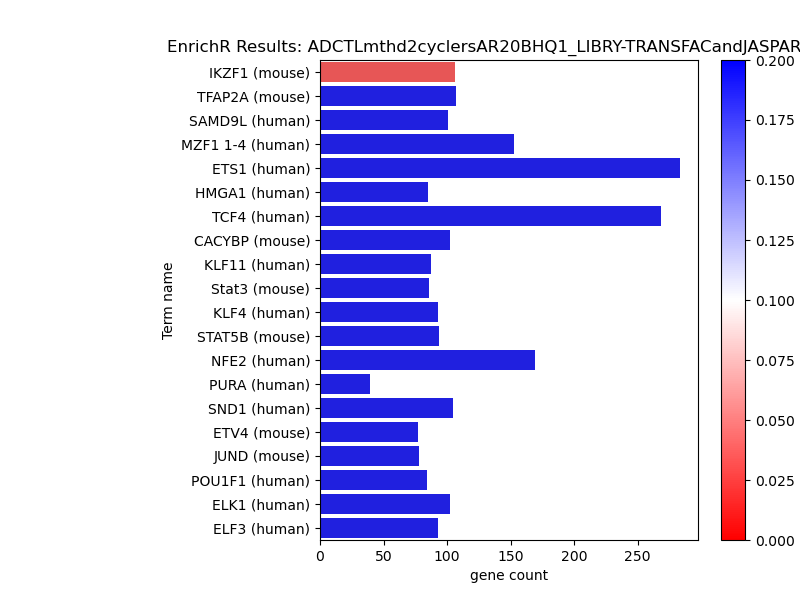 EnrichR Results: ADCTLmthd2cyclersAR20BHQ1_LIBRY-TRANSFACandJASPAR
IKZF1 (mouse)
TFAP2A (mouse)
SAMD9L (human)
MZF1 1-4 (human)
ETS1 (human)
HMGA1 (human)
TCF4 (human)
CACYBP (mouse)
KLF11 (human)
Stat3 (mouse)
KLF4 (human)
STAT5B (mouse)
NFE2 (human)
PURA (human)
SND1 (human)
ETV4 (mouse)
JUND (mouse)
POU1F1 (human)
ELK1 (human)
ELF3 (human)
Term name
0 50 100 150 200 250
gene count
0.200
0.175
0.150
0.125
0.100
0.075
0.050
0.025
0.000